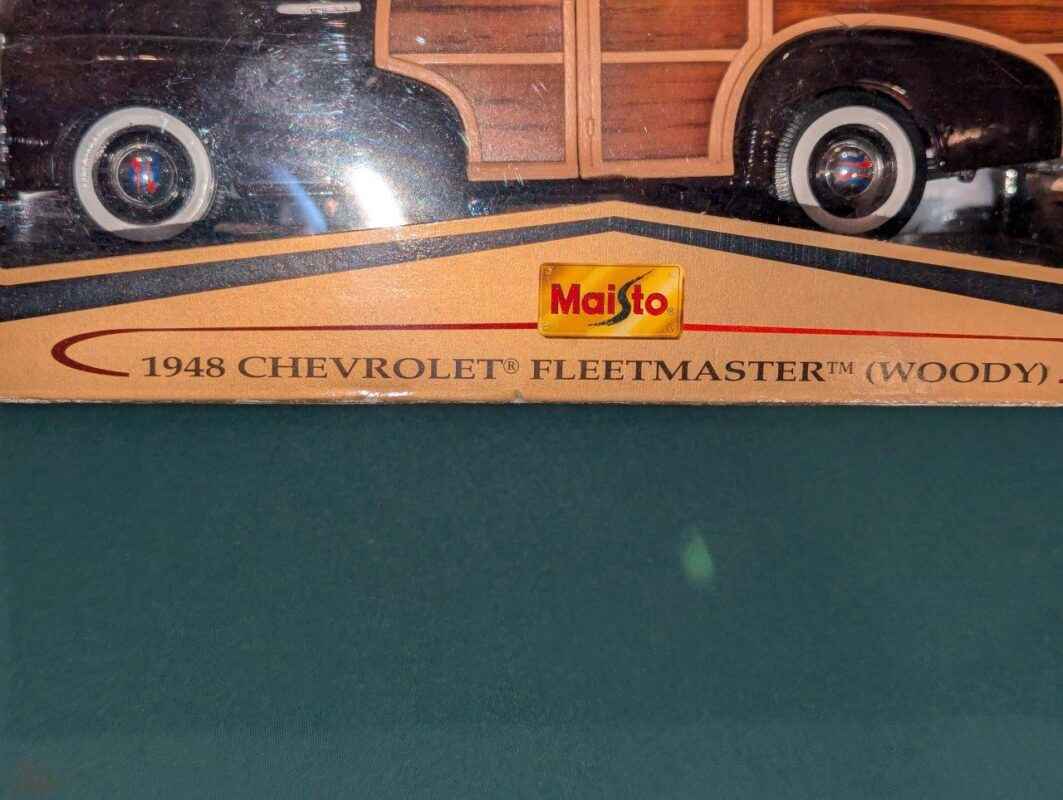 Maisto
1948 CHEVROLET® FLEETMASTER™ (WOODY)